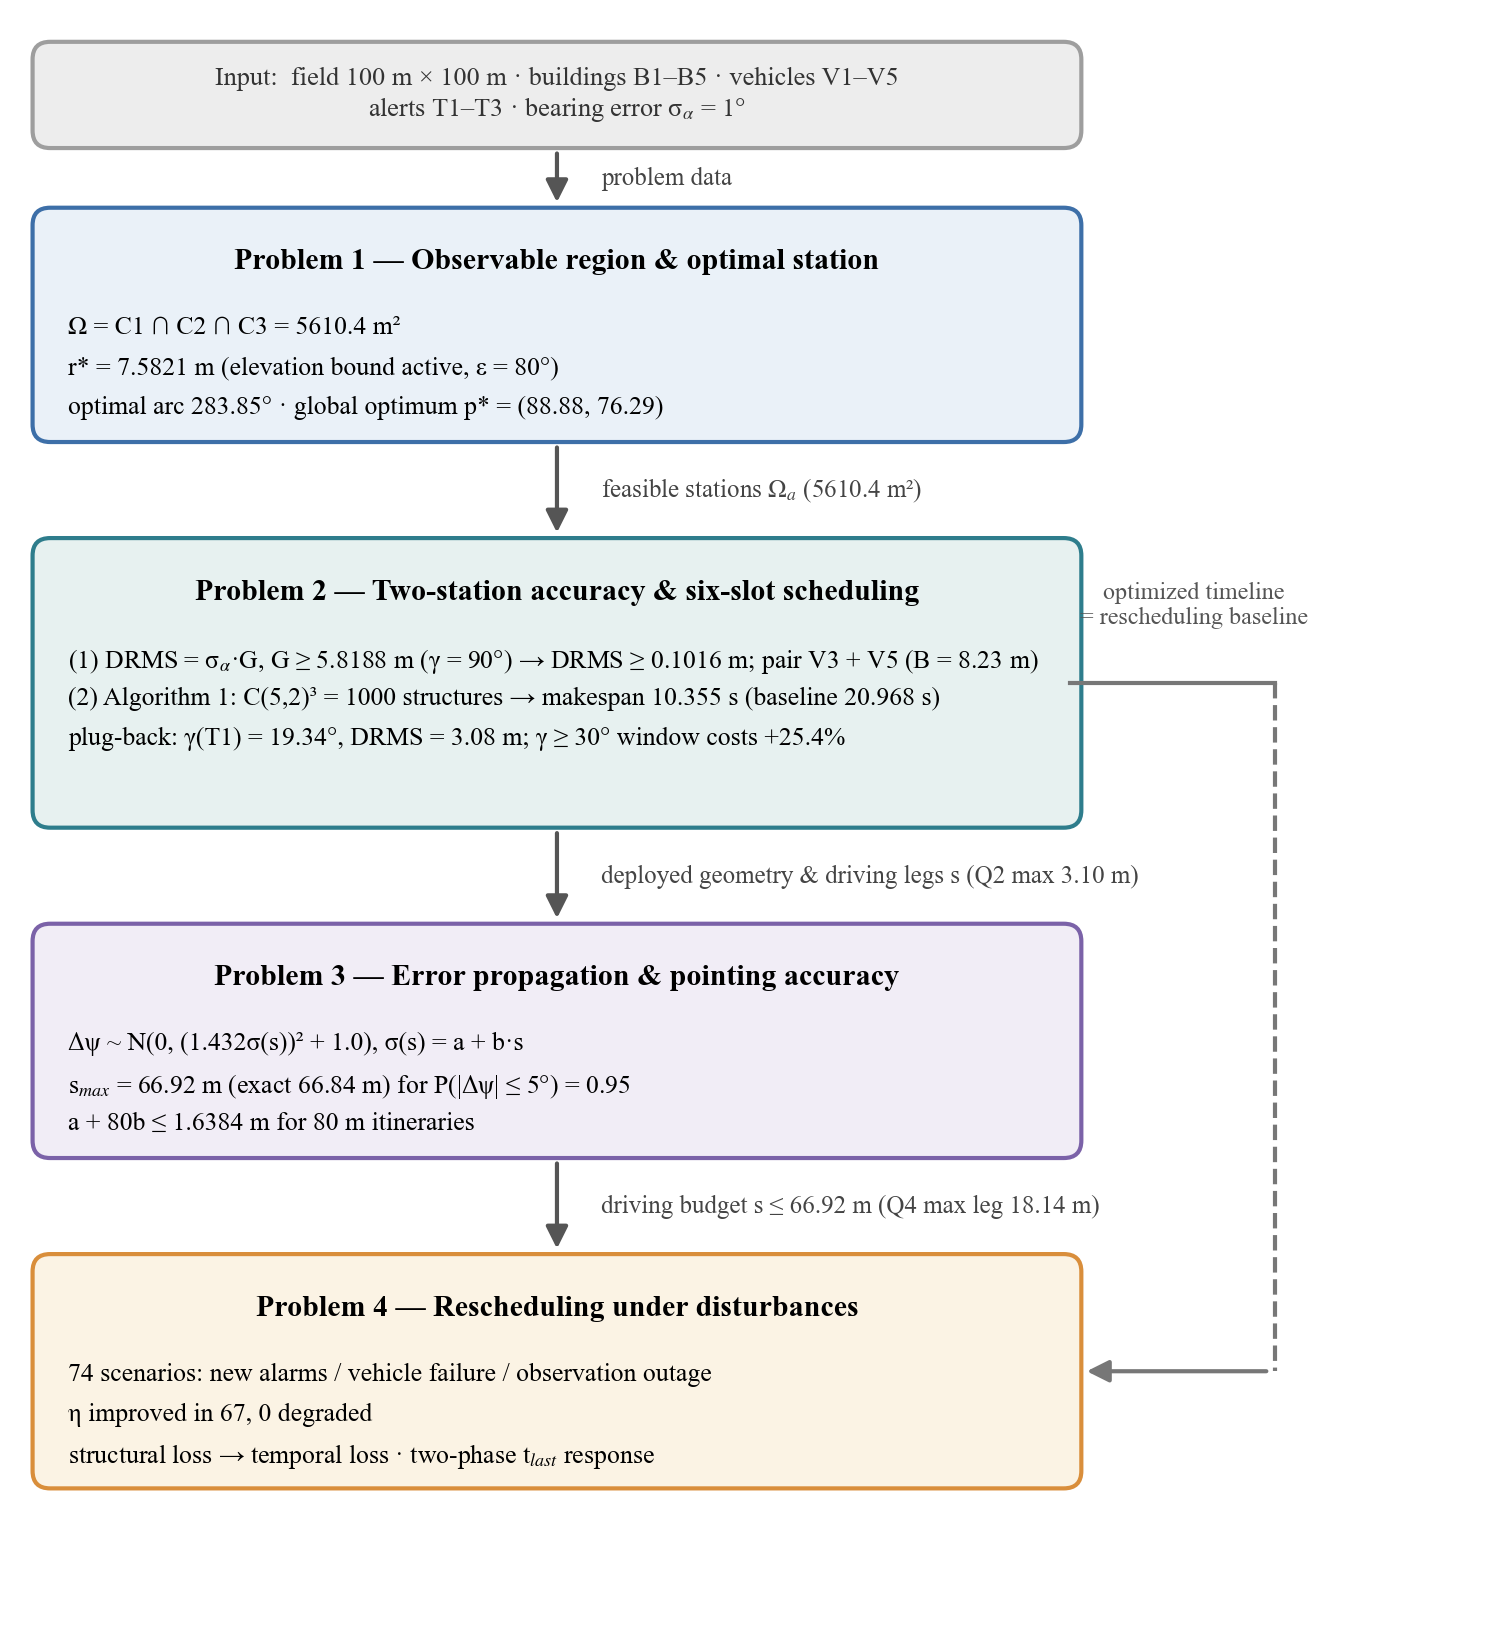 Input:  field 100 m × 100 m · buildings B1–B5 · vehicles V1–V5
alerts T1–T3 · bearing error σα = 1°
problem data
Problem 1 — Observable region & optimal station
Ω = C1 ∩ C2 ∩ C3 = 5610.4 m²
r* = 7.5821 m (elevation bound active, ε = 80°)
optimal arc 283.85° · global optimum p* = (88.88, 76.29)
feasible stations Ωa (5610.4 m²)
Problem 2 — Two-station accuracy & six-slot scheduling
(1) DRMS = σα·G, G ≥ 5.8188 m (γ = 90°) → DRMS ≥ 0.1016 m; pair V3 + V5 (B = 8.23 m)
(2) Algorithm 1: C(5,2)³ = 1000 structures → makespan 10.355 s (baseline 20.968 s)
plug-back: γ(T1) = 19.34°, DRMS = 3.08 m; γ ≥ 30° window costs +25.4%
optimized timeline
= rescheduling baseline
deployed geometry & driving legs s (Q2 max 3.10 m)
Problem 3 — Error propagation & pointing accuracy
Δψ ~ N(0, (1.432σ(s))² + 1.0), σ(s) = a + b·s
smax = 66.92 m (exact 66.84 m) for P(|Δψ| ≤ 5°) = 0.95
a + 80b ≤ 1.6384 m for 80 m itineraries
driving budget s ≤ 66.92 m (Q4 max leg 18.14 m)
Problem 4 — Rescheduling under disturbances
74 scenarios: new alarms / vehicle failure / observation outage
η improved in 67, 0 degraded
structural loss → temporal loss · two-phase tlast response